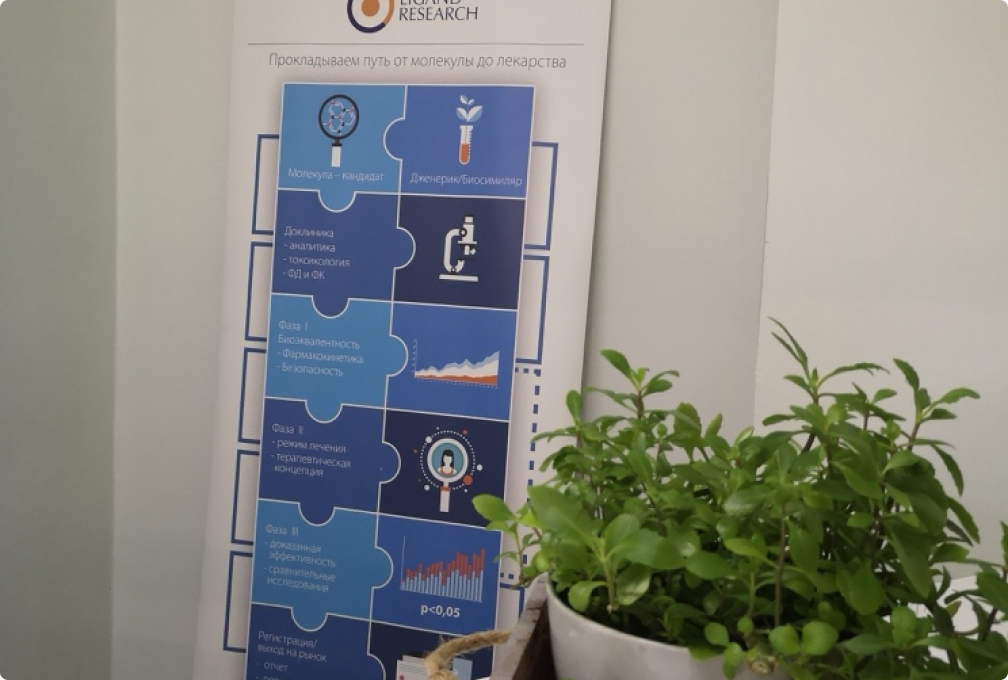 LIGAND
RESEARCH
Прокладываем путь от молекулы до лекарства
Молекула – кандидат
Дженерик/Биосимиляр
Доклиника
- аналитика
- токсикология
- ФД и ФК
Фаза I
Биоэквалентность
- Фармакокинетика
- Безопасность
Фаза II
- режим лечения
- терапевтическая
концепция
Фаза III
- доказанная
эффективность
- сравнительные
исследования
p<0,05
Регистрация/
выход на рынок
- отчет